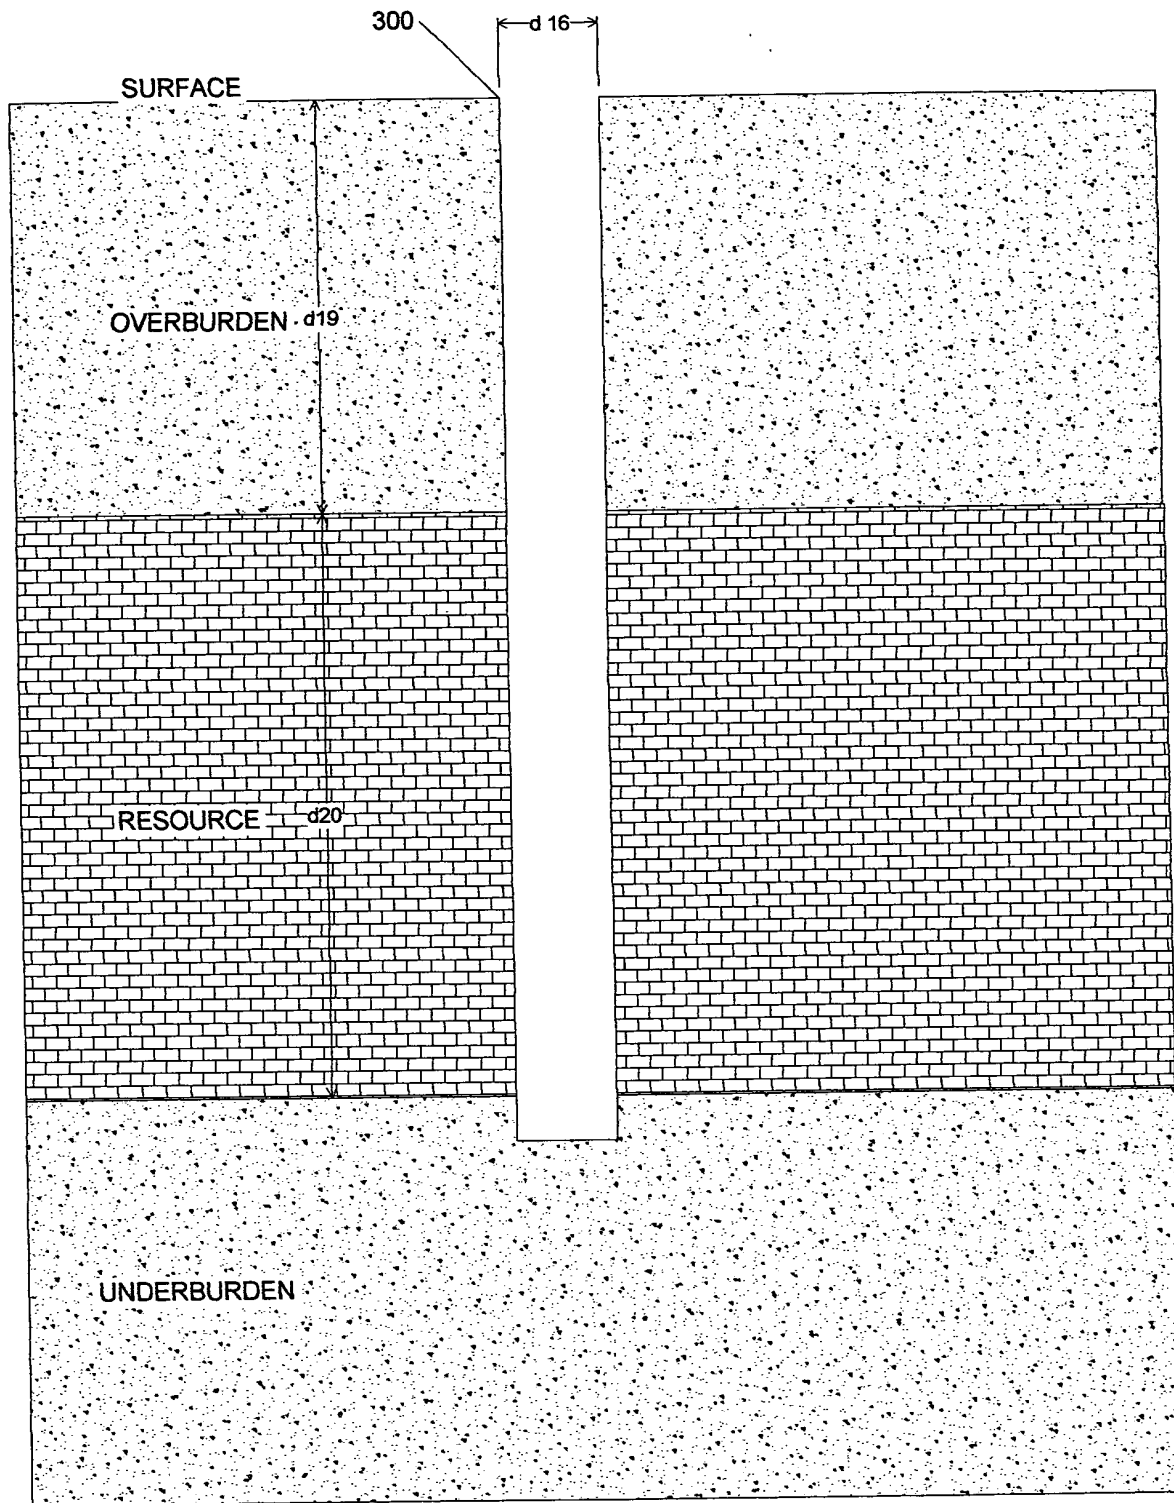 300
d 16
SURFACE
OVERBURDEN
d19
RESOURCE
d20
UNDERBURDEN